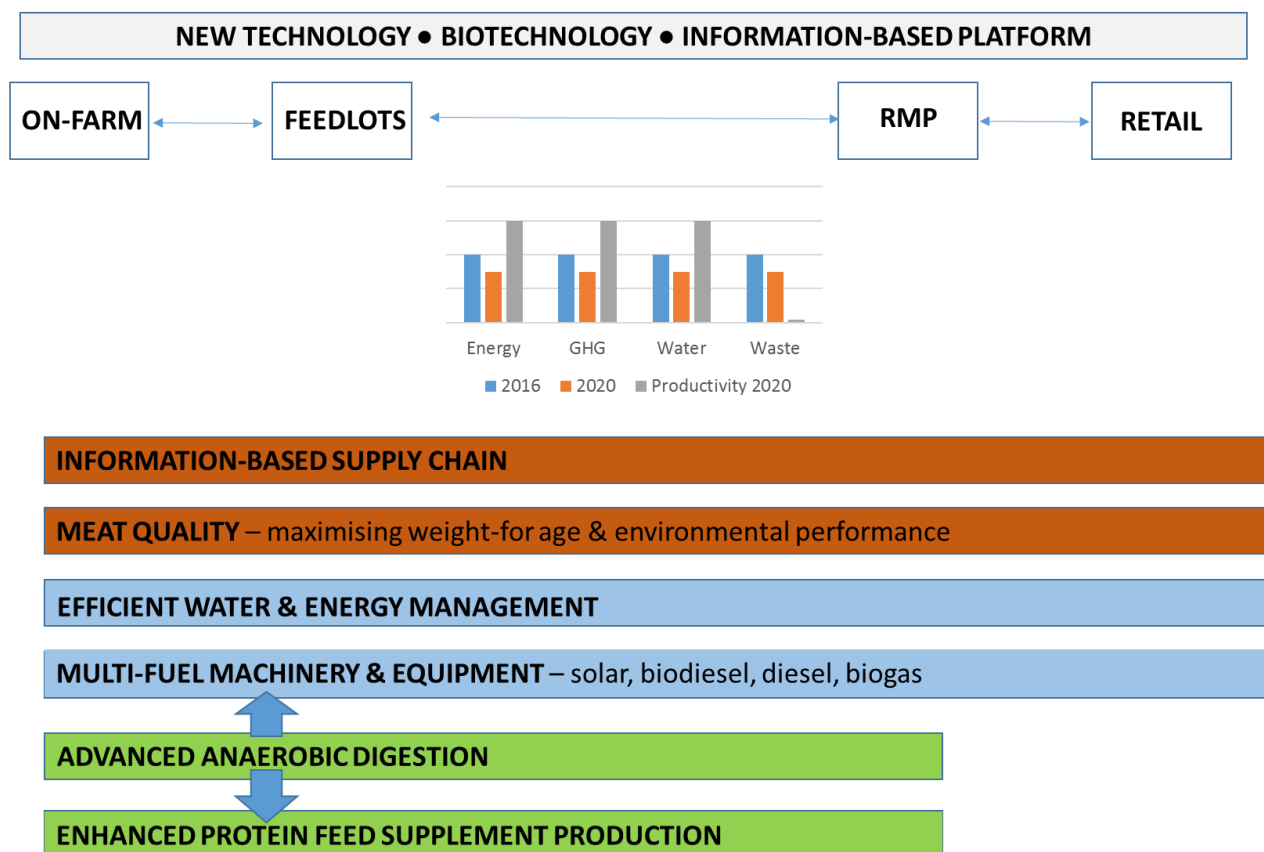 NEW TECHNOLOGY ● BIOTECHNOLOGY ● INFORMATION-BASED PLATFORM
ON-FARM
FEEDLOTS
RMP
RETAIL
Energy
GHG
Water
Waste
2016
2020
Productivity 2020
INFORMATION-BASED SUPPLY CHAIN
MEAT QUALITY – maximising weight-for age & environmental performance
EFFICIENT WATER & ENERGY MANAGEMENT
MULTI-FUEL MACHINERY & EQUIPMENT – solar, biodiesel, diesel, biogas
ADVANCED ANAEROBIC DIGESTION
ENHANCED PROTEIN FEED SUPPLEMENT PRODUCTION